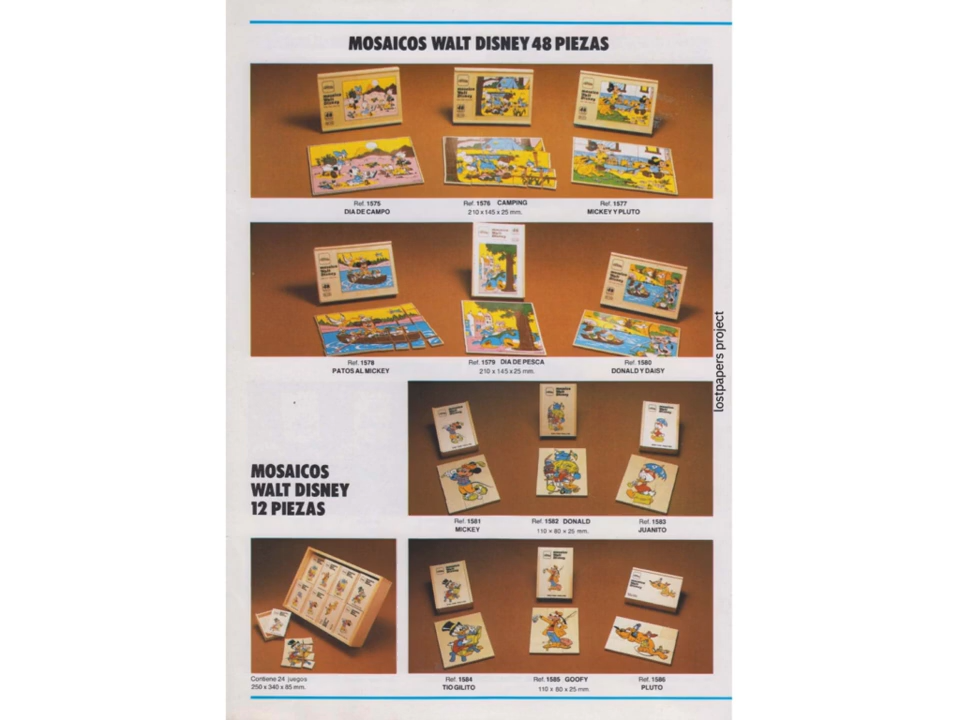 MOSAICOS WALT DISNEY 48 PIEZAS
Ref. 1575
DIA DE CAMPO
Ref. 1576 CAMPING
210 x 145 x 25 mm.
Ref. 1577
MICKEY Y PLUTO
Ref. 1578
PATOS AL MICKEY
Ref. 1579 DIA DE PESCA
210 x 145 x 25 mm.
Ref. 1580
DONALD Y DAISY
lostpapers project
MOSAICOS
WALT DISNEY
12 PIEZAS
Ref. 1581
MICKEY
Ref. 1582 DONALD
110 x 80 x 25 mm.
Ref. 1583
JUANITO
Contiene 24 juegos
250 x 340 x 85 mm.
Ref. 1584
TIO GILITO
Ref. 1585 GOOFY
110 x 80 x 25 mm.
Ref. 1586
PLUTO